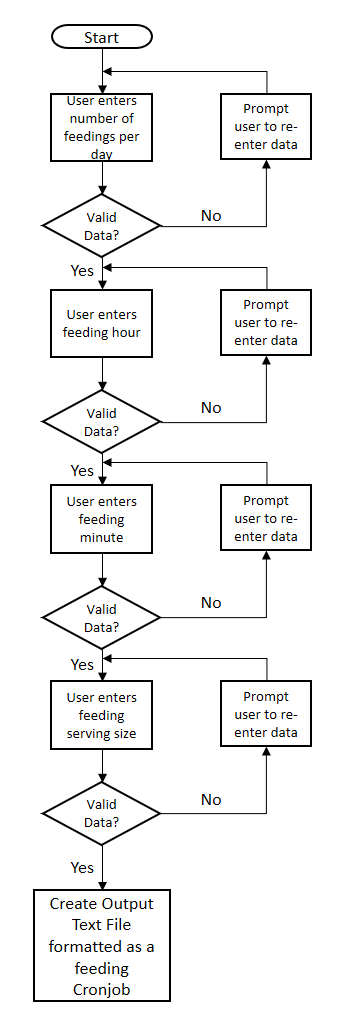 Start
User enters
number of
feedings per
day
Prompt
user to re-
enter data
Valid
Data?
No
Yes
User enters
feeding hour
Prompt
user to re-
enter data
Valid
Data?
No
Yes
User enters
feeding
minute
Prompt
user to re-
enter data
Valid
Data?
No
Yes
User enters
feeding
serving size
Prompt
user to re-
enter data
Valid
Data?
No
Yes
Create Output
Text File
formatted as a
feeding
Cronjob